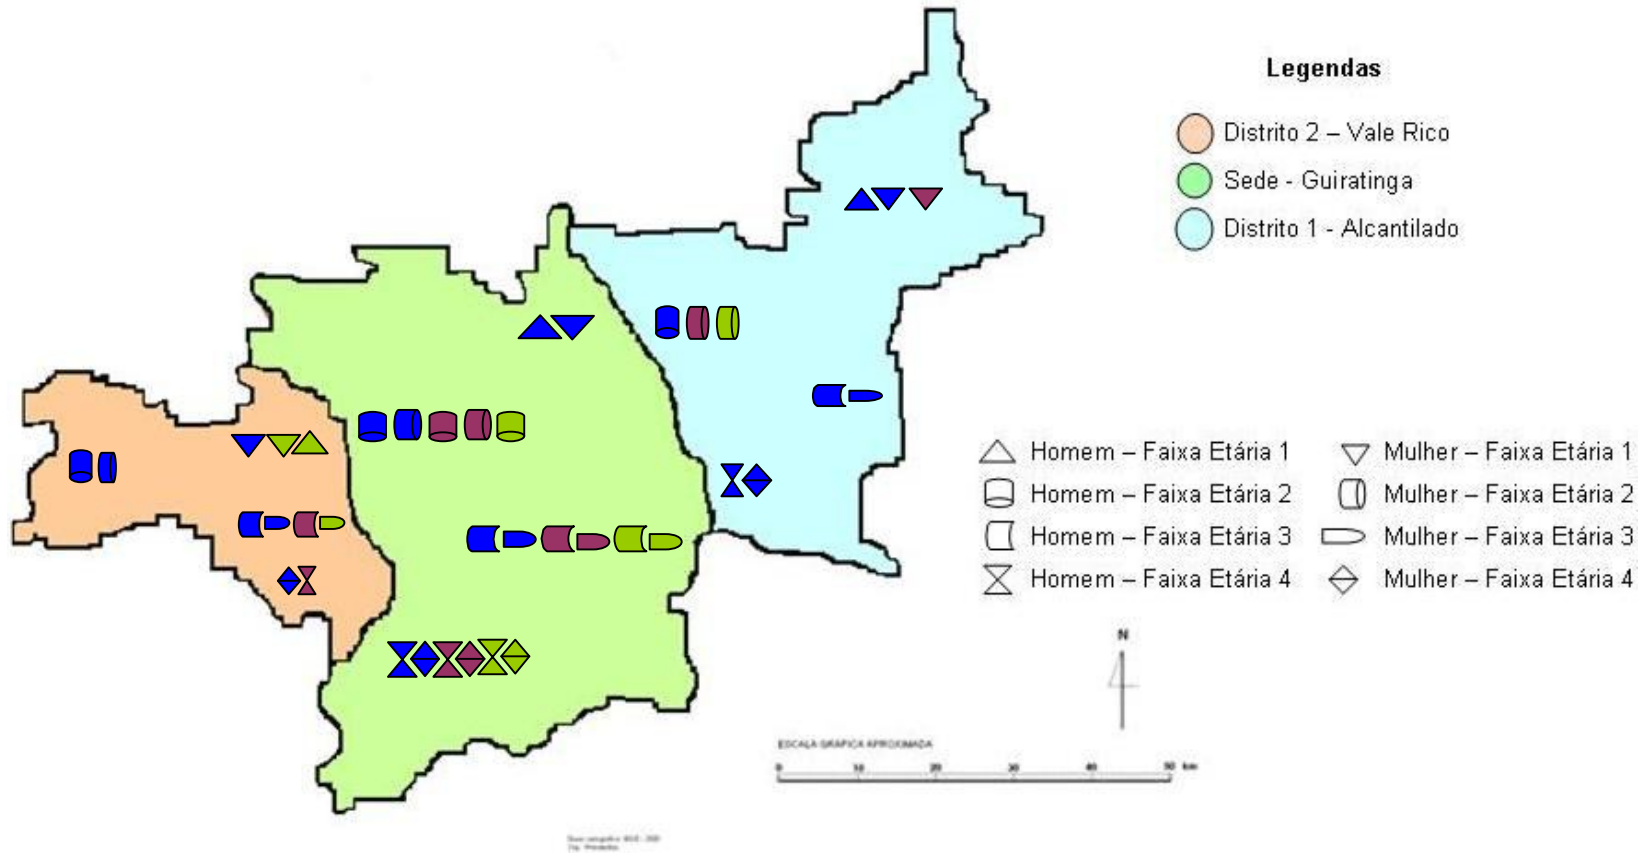 Legendas
Distrito 2 – Vale Rico
Sede - Guiratinga
Distrito 1 - Alcantilado
Homem – Faixa Etária 1
Mulher – Faixa Etária 1
Homem – Faixa Etária 2
Mulher – Faixa Etária 2
Homem – Faixa Etária 3
Mulher – Faixa Etária 3
Homem – Faixa Etária 4
Mulher – Faixa Etária 4
N
ESCALA GRÁFICA APROXIMADA
0 10 20 30 40 50 km